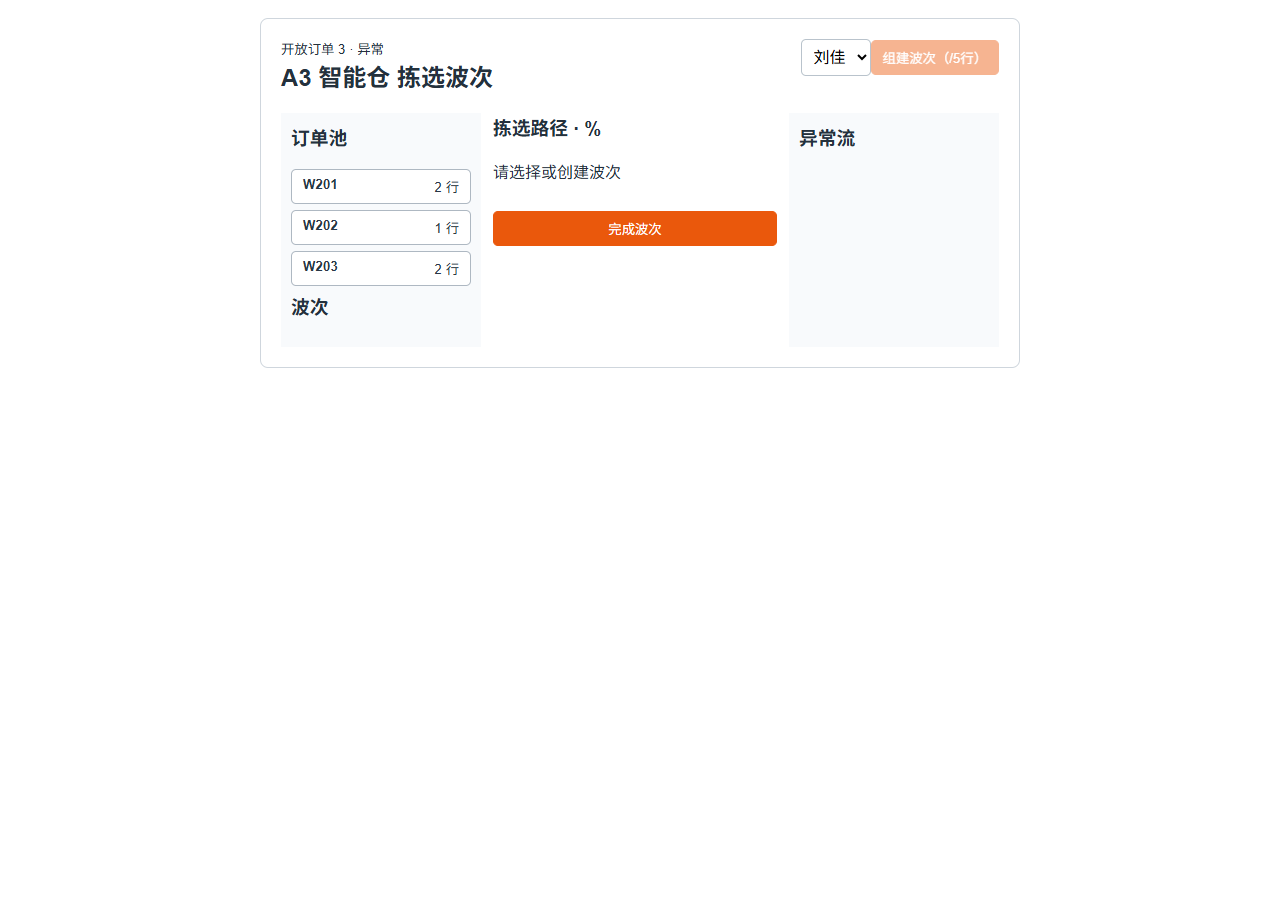 开放订单 3 · 异常
A3 智能仓 拣选波次
刘佳
组建波次（/5行）
订单池
W201 2 行
W202 1 行
W203 2 行
波次
拣选路径 · %
请选择或创建波次
完成波次
异常流